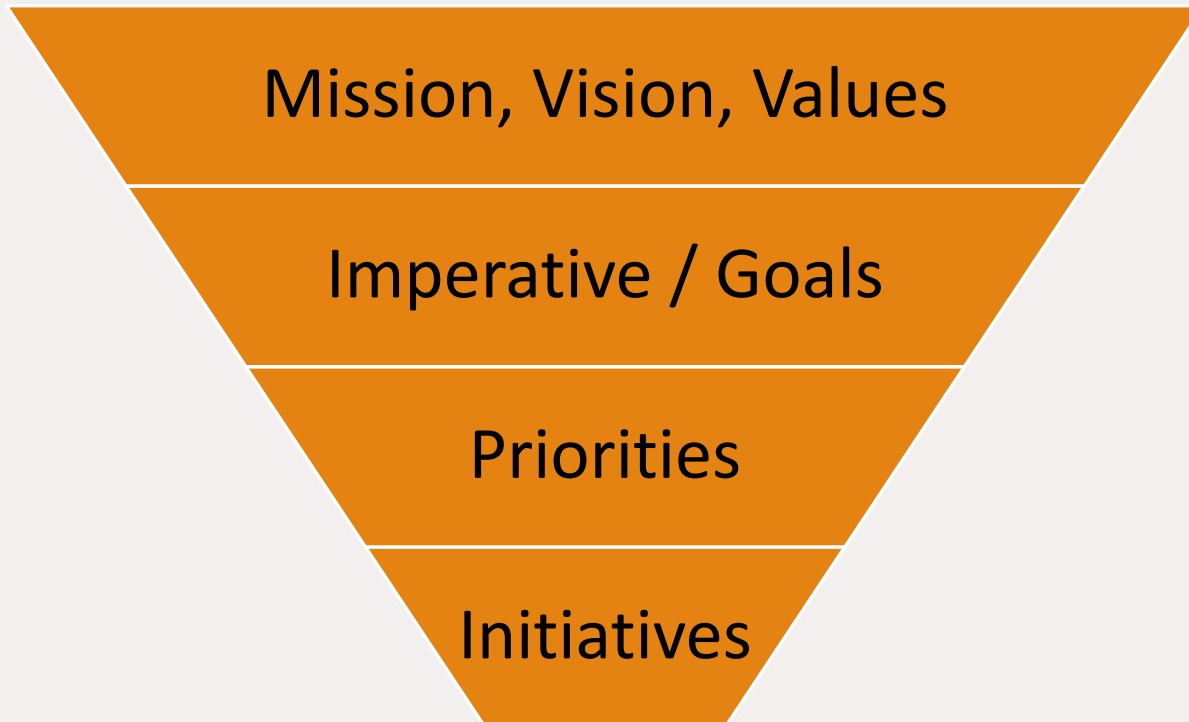 Mission, Vision, Values
Imperative / Goals
Priorities
Initiatives